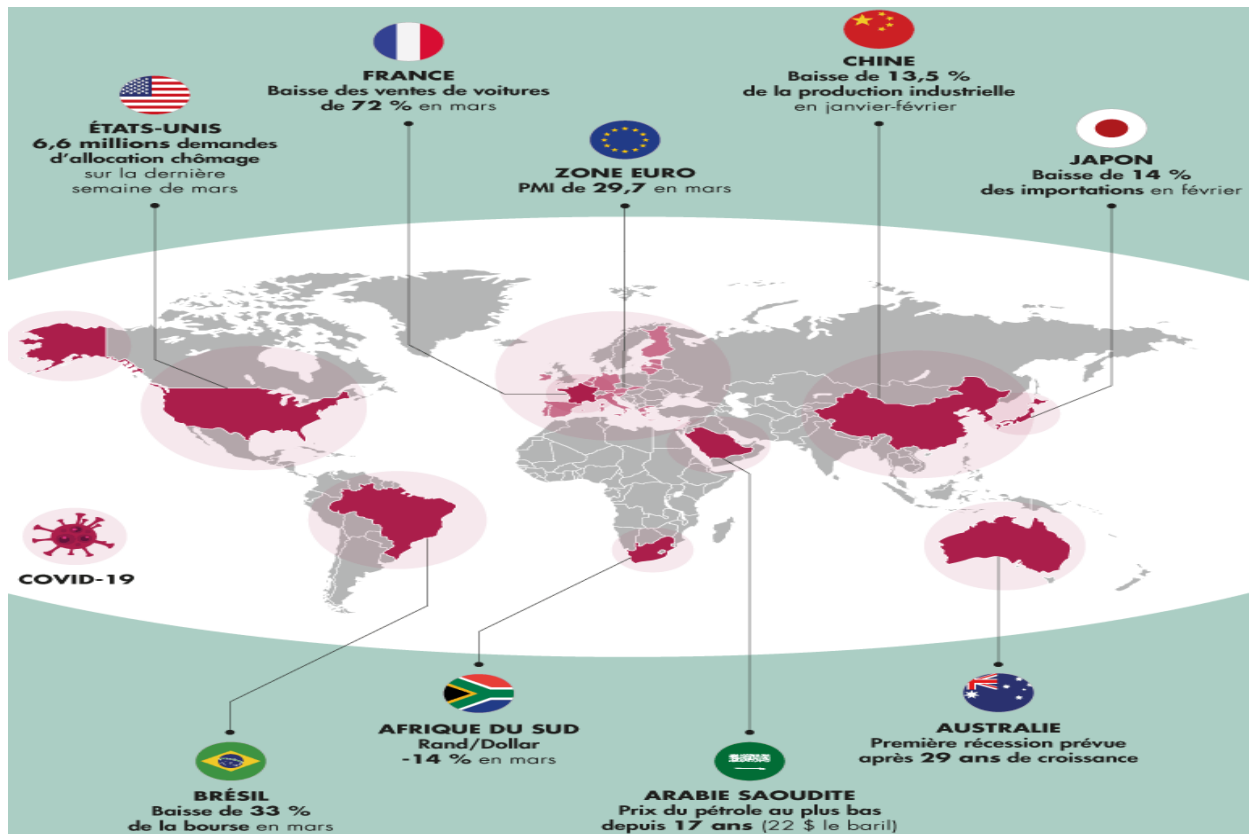 FRANCE
Baisse des ventes de voitures
de 72 % en mars
CHINE
Baisse de 13,5 %
de la production industrielle
en janvier-février
ÉTATS-UNIS
6,6 millions demandes
d'allocation chômage
sur la dernière
semaine de mars
ZONE EURO
PMI de 29,7 en mars
JAPON
Baisse de 14 %
des importations en février
COVID-19
AFRIQUE DU SUD
Rand/Dollar
-14 % en mars
AUSTRALIE
Première récession prévue
après 29 ans de croissance
BRÉSIL
Baisse de 33 %
de la bourse en mars
ARABIE SAOUDITE
Prix du pétrole au plus bas
depuis 17 ans (22 $ le baril)